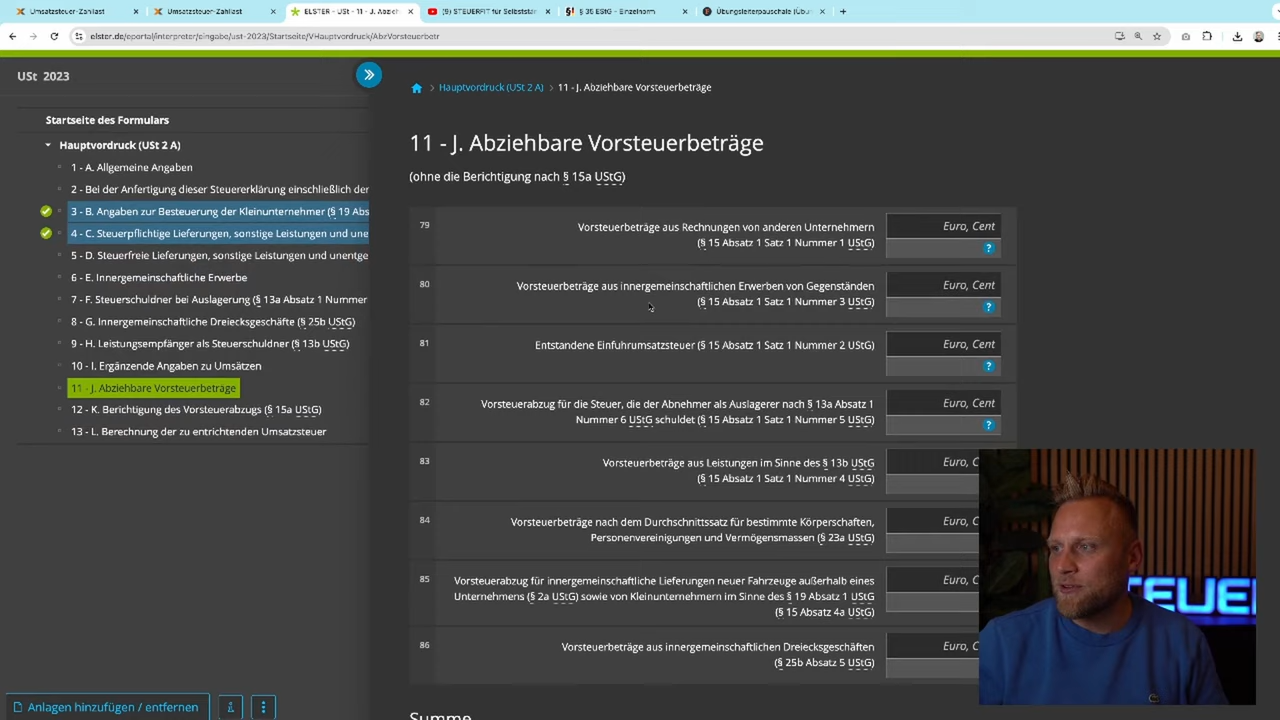 Umsatzsteuer-Zahllast
Umsatzsteuer-Zahllast
ELSTER - USt - 11 - J. Abzieh
(9) STEUERFIT für Selbststän
§ 35 EStG - Einzelnorm
Übungsleiterpauschale (Übu
elster.de/eportal/interpreter/eingabe/ust-2023/Startseite/VHauptvordruck/AbzVorsteuerbetr
USt 2023
Startseite des Formulars
Hauptvordruck (USt 2 A)
1 - A. Allgemeine Angaben
2 - Bei der Anfertigung dieser Steuererklärung einschließlich der
3 - B. Angaben zur Besteuerung der Kleinunternehmer (§ 19 Abs
4 - C. Steuerpflichtige Lieferungen, sonstige Leistungen und une
5 - D. Steuerfreie Lieferungen, sonstige Leistungen und unentge
6 - E. Innergemeinschaftliche Erwerbe
7 - F. Steuerschuldner bei Auslagerung (§ 13a Absatz 1 Nummer
8 - G. Innergemeinschaftliche Dreiecksgeschäfte (§ 25b UStG)
9 - H. Leistungsempfänger als Steuerschuldner (§ 13b UStG)
10 - I. Ergänzende Angaben zu Umsätzen
11 - J. Abziehbare Vorsteuerbeträge
12 - K. Berichtigung des Vorsteuerabzugs (§ 15a UStG)
13 - L. Berechnung der zu entrichtenden Umsatzsteuer
Anlagen hinzufügen / entfernen
Hauptvordruck (USt 2 A) > 11 - J. Abziehbare Vorsteuerbeträge
11 - J. Abziehbare Vorsteuerbeträge
(ohne die Berichtigung nach § 15a UStG)
79 Vorsteuerbeträge aus Rechnungen von anderen Unternehmern Euro, Cent
(§ 15 Absatz 1 Satz 1 Nummer 1 UStG) ?
80 Vorsteuerbeträge aus innergemeinschaftlichen Erwerben von Gegenständen Euro, Cent
(§ 15 Absatz 1 Satz 1 Nummer 3 UStG) ?
81 Entstandene Einfuhrumsatzsteuer (§ 15 Absatz 1 Satz 1 Nummer 2 UStG) Euro, Cent
?
82 Vorsteuerabzug für die Steuer, die der Abnehmer als Auslagerer nach § 13a Absatz 1 Euro, Cent
Nummer 6 UStG schuldet (§ 15 Absatz 1 Satz 1 Nummer 5 UStG) ?
83 Vorsteuerbeträge aus Leistungen im Sinne des § 13b UStG Euro, C
(§ 15 Absatz 1 Satz 1 Nummer 4 UStG)
84 Vorsteuerbeträge nach dem Durchschnittssatz für bestimmte Körperschaften, Euro, C
Personenvereinigungen und Vermögensmassen (§ 23a UStG)
85 Vorsteuerabzug für innergemeinschaftliche Lieferungen neuer Fahrzeuge außerhalb eines Euro, C
Unternehmens (§ 2a UStG) sowie von Kleinunternehmern im Sinne des § 19 Absatz 1 UStG
(§ 15 Absatz 4a UStG)
86 Vorsteuerbeträge aus innergemeinschaftlichen Dreiecksgeschäften Euro, C
(§ 25b Absatz 5 UStG)
Summe